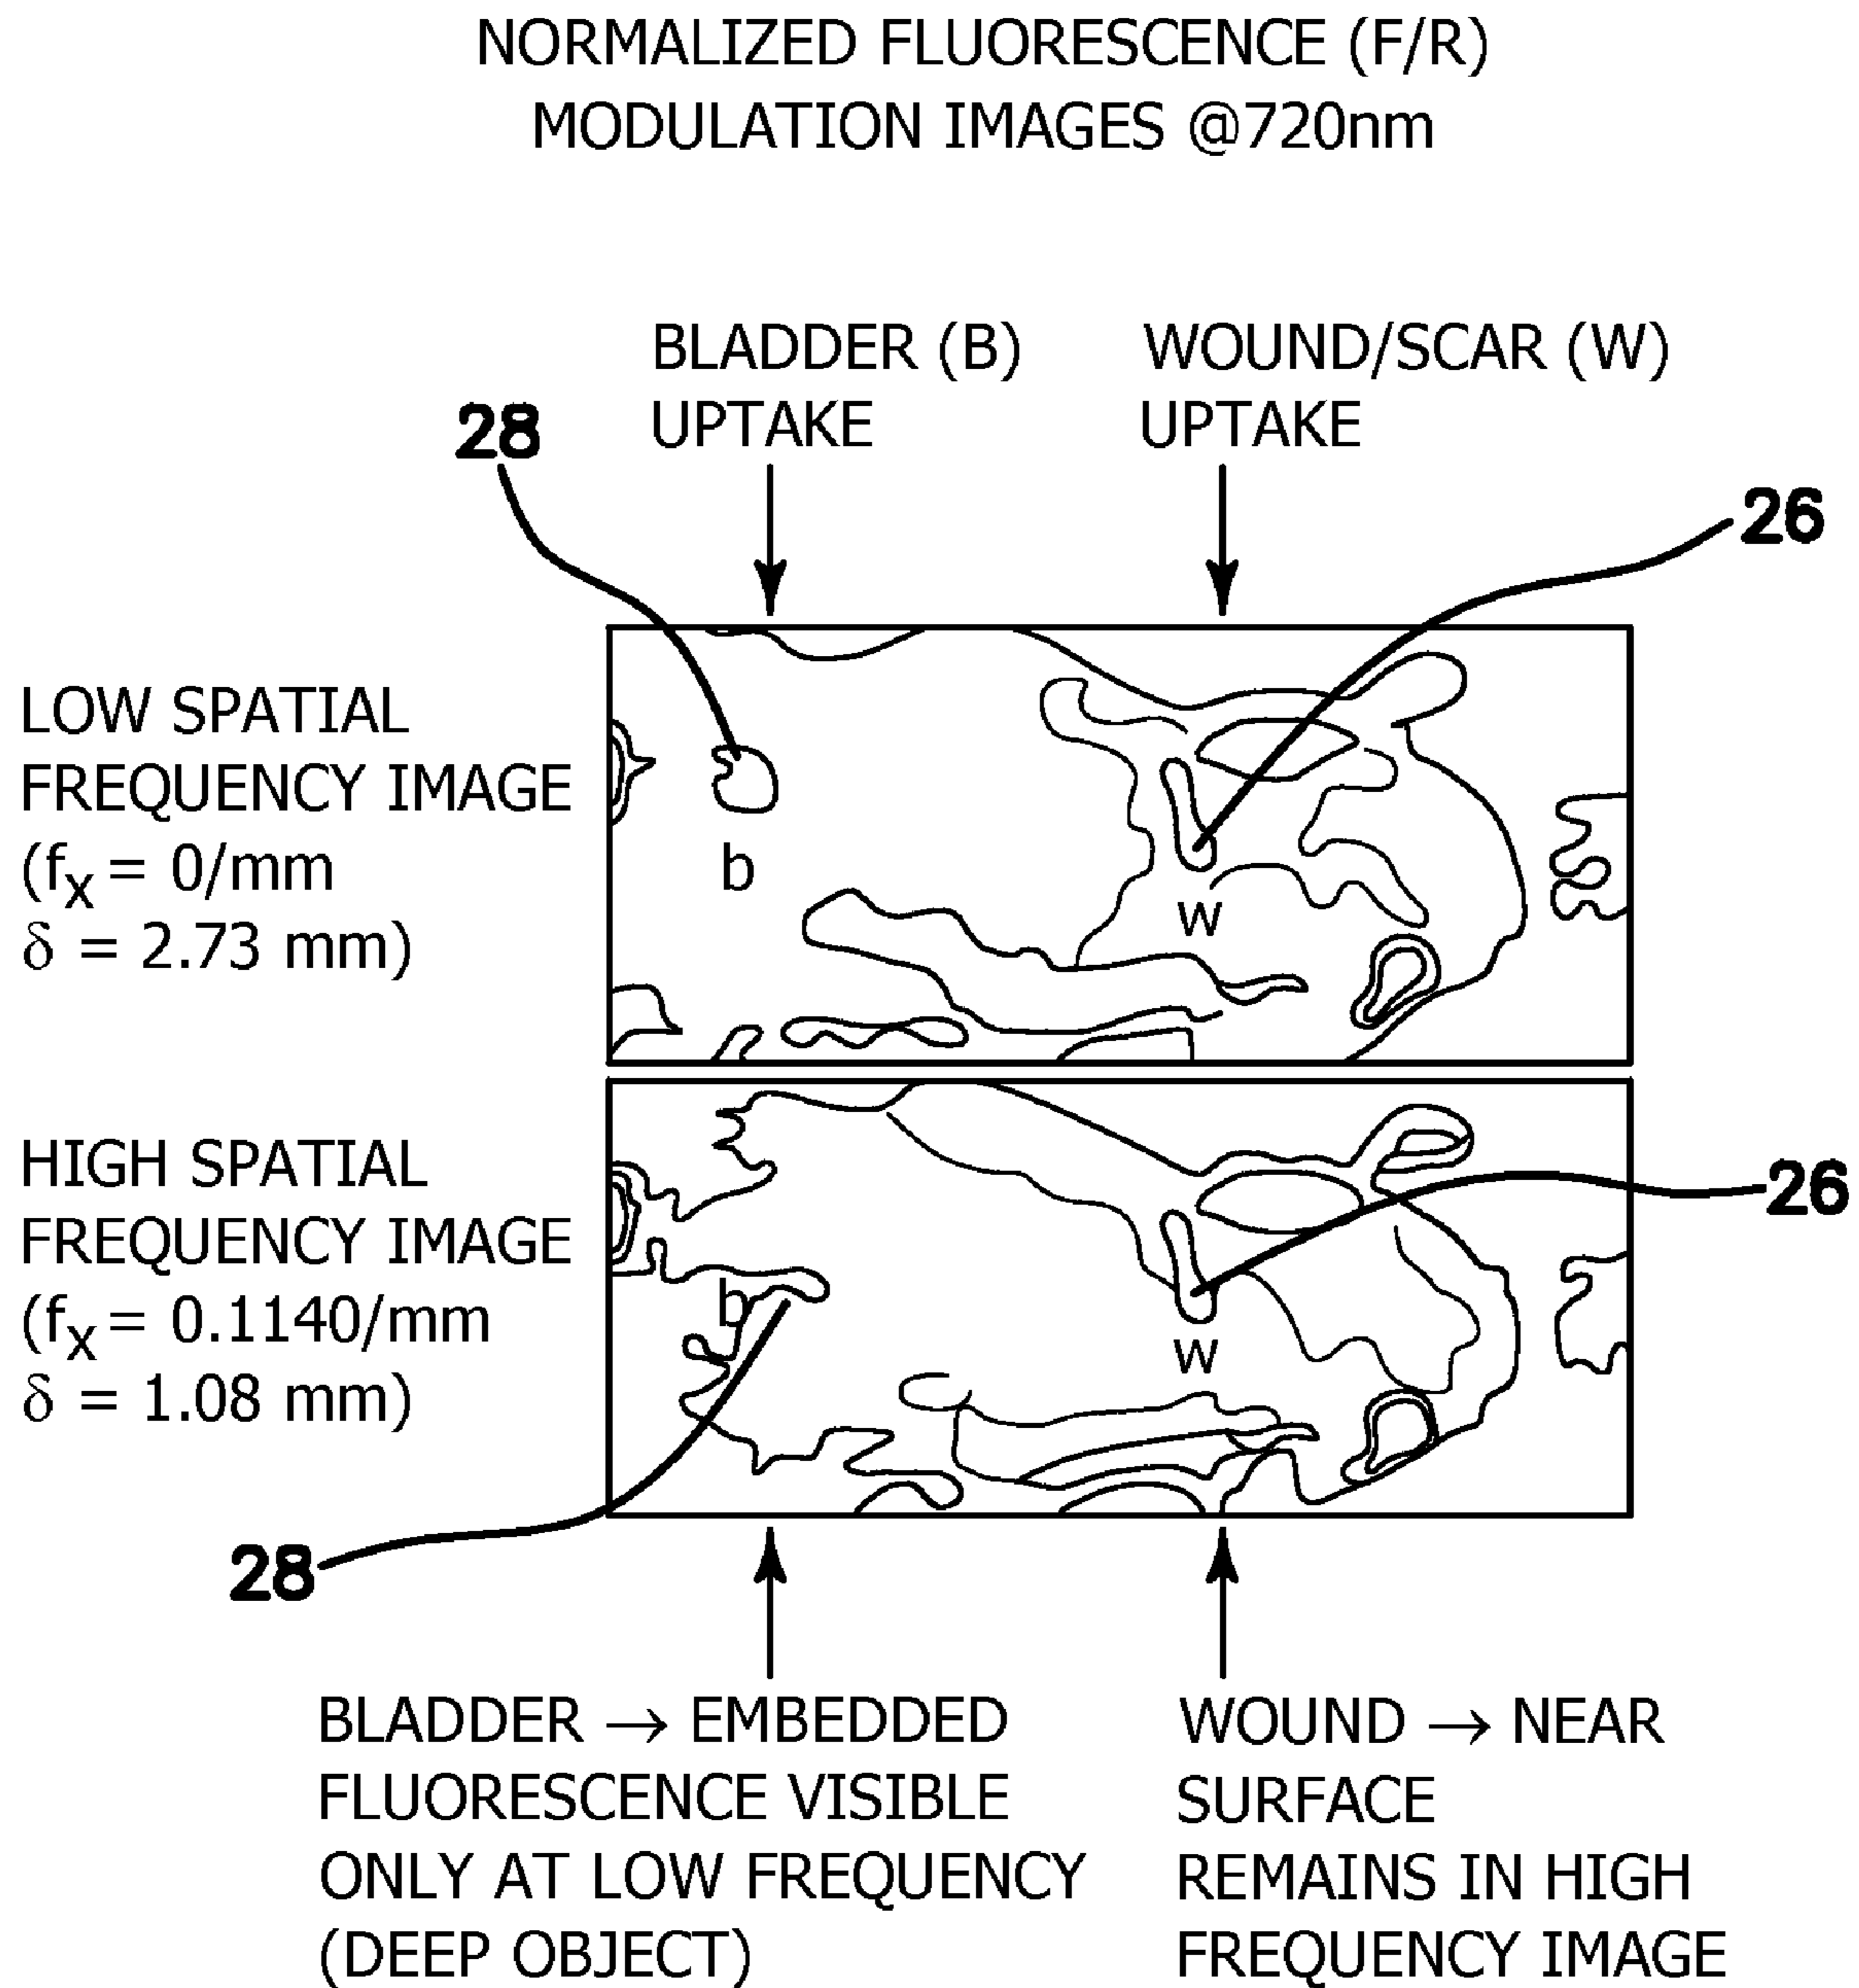 NORMALIZED FLUORESCENCE (F/R)
MODULATION IMAGES @720nm
BLADDER (B)
UPTAKE
WOUND/SCAR (W)
UPTAKE
28
26
LOW SPATIAL
FREQUENCY IMAGE
(fx = 0/mm
δ = 2.73 mm)
b
w
HIGH SPATIAL
FREQUENCY IMAGE
(fx = 0.1140/mm
δ = 1.08 mm)
b
w
26
28
BLADDER → EMBEDDED
FLUORESCENCE VISIBLE
ONLY AT LOW FREQUENCY
(DEEP OBJECT)
WOUND → NEAR
SURFACE
REMAINS IN HIGH
FREQUENCY IMAGE